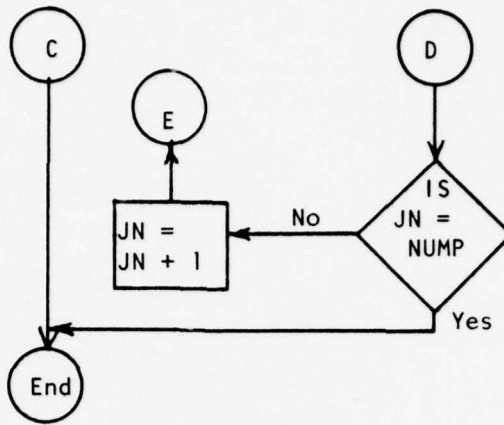 C
D
E
IS
JN =
NUMP
No
JN =
JN + 1
Yes
End